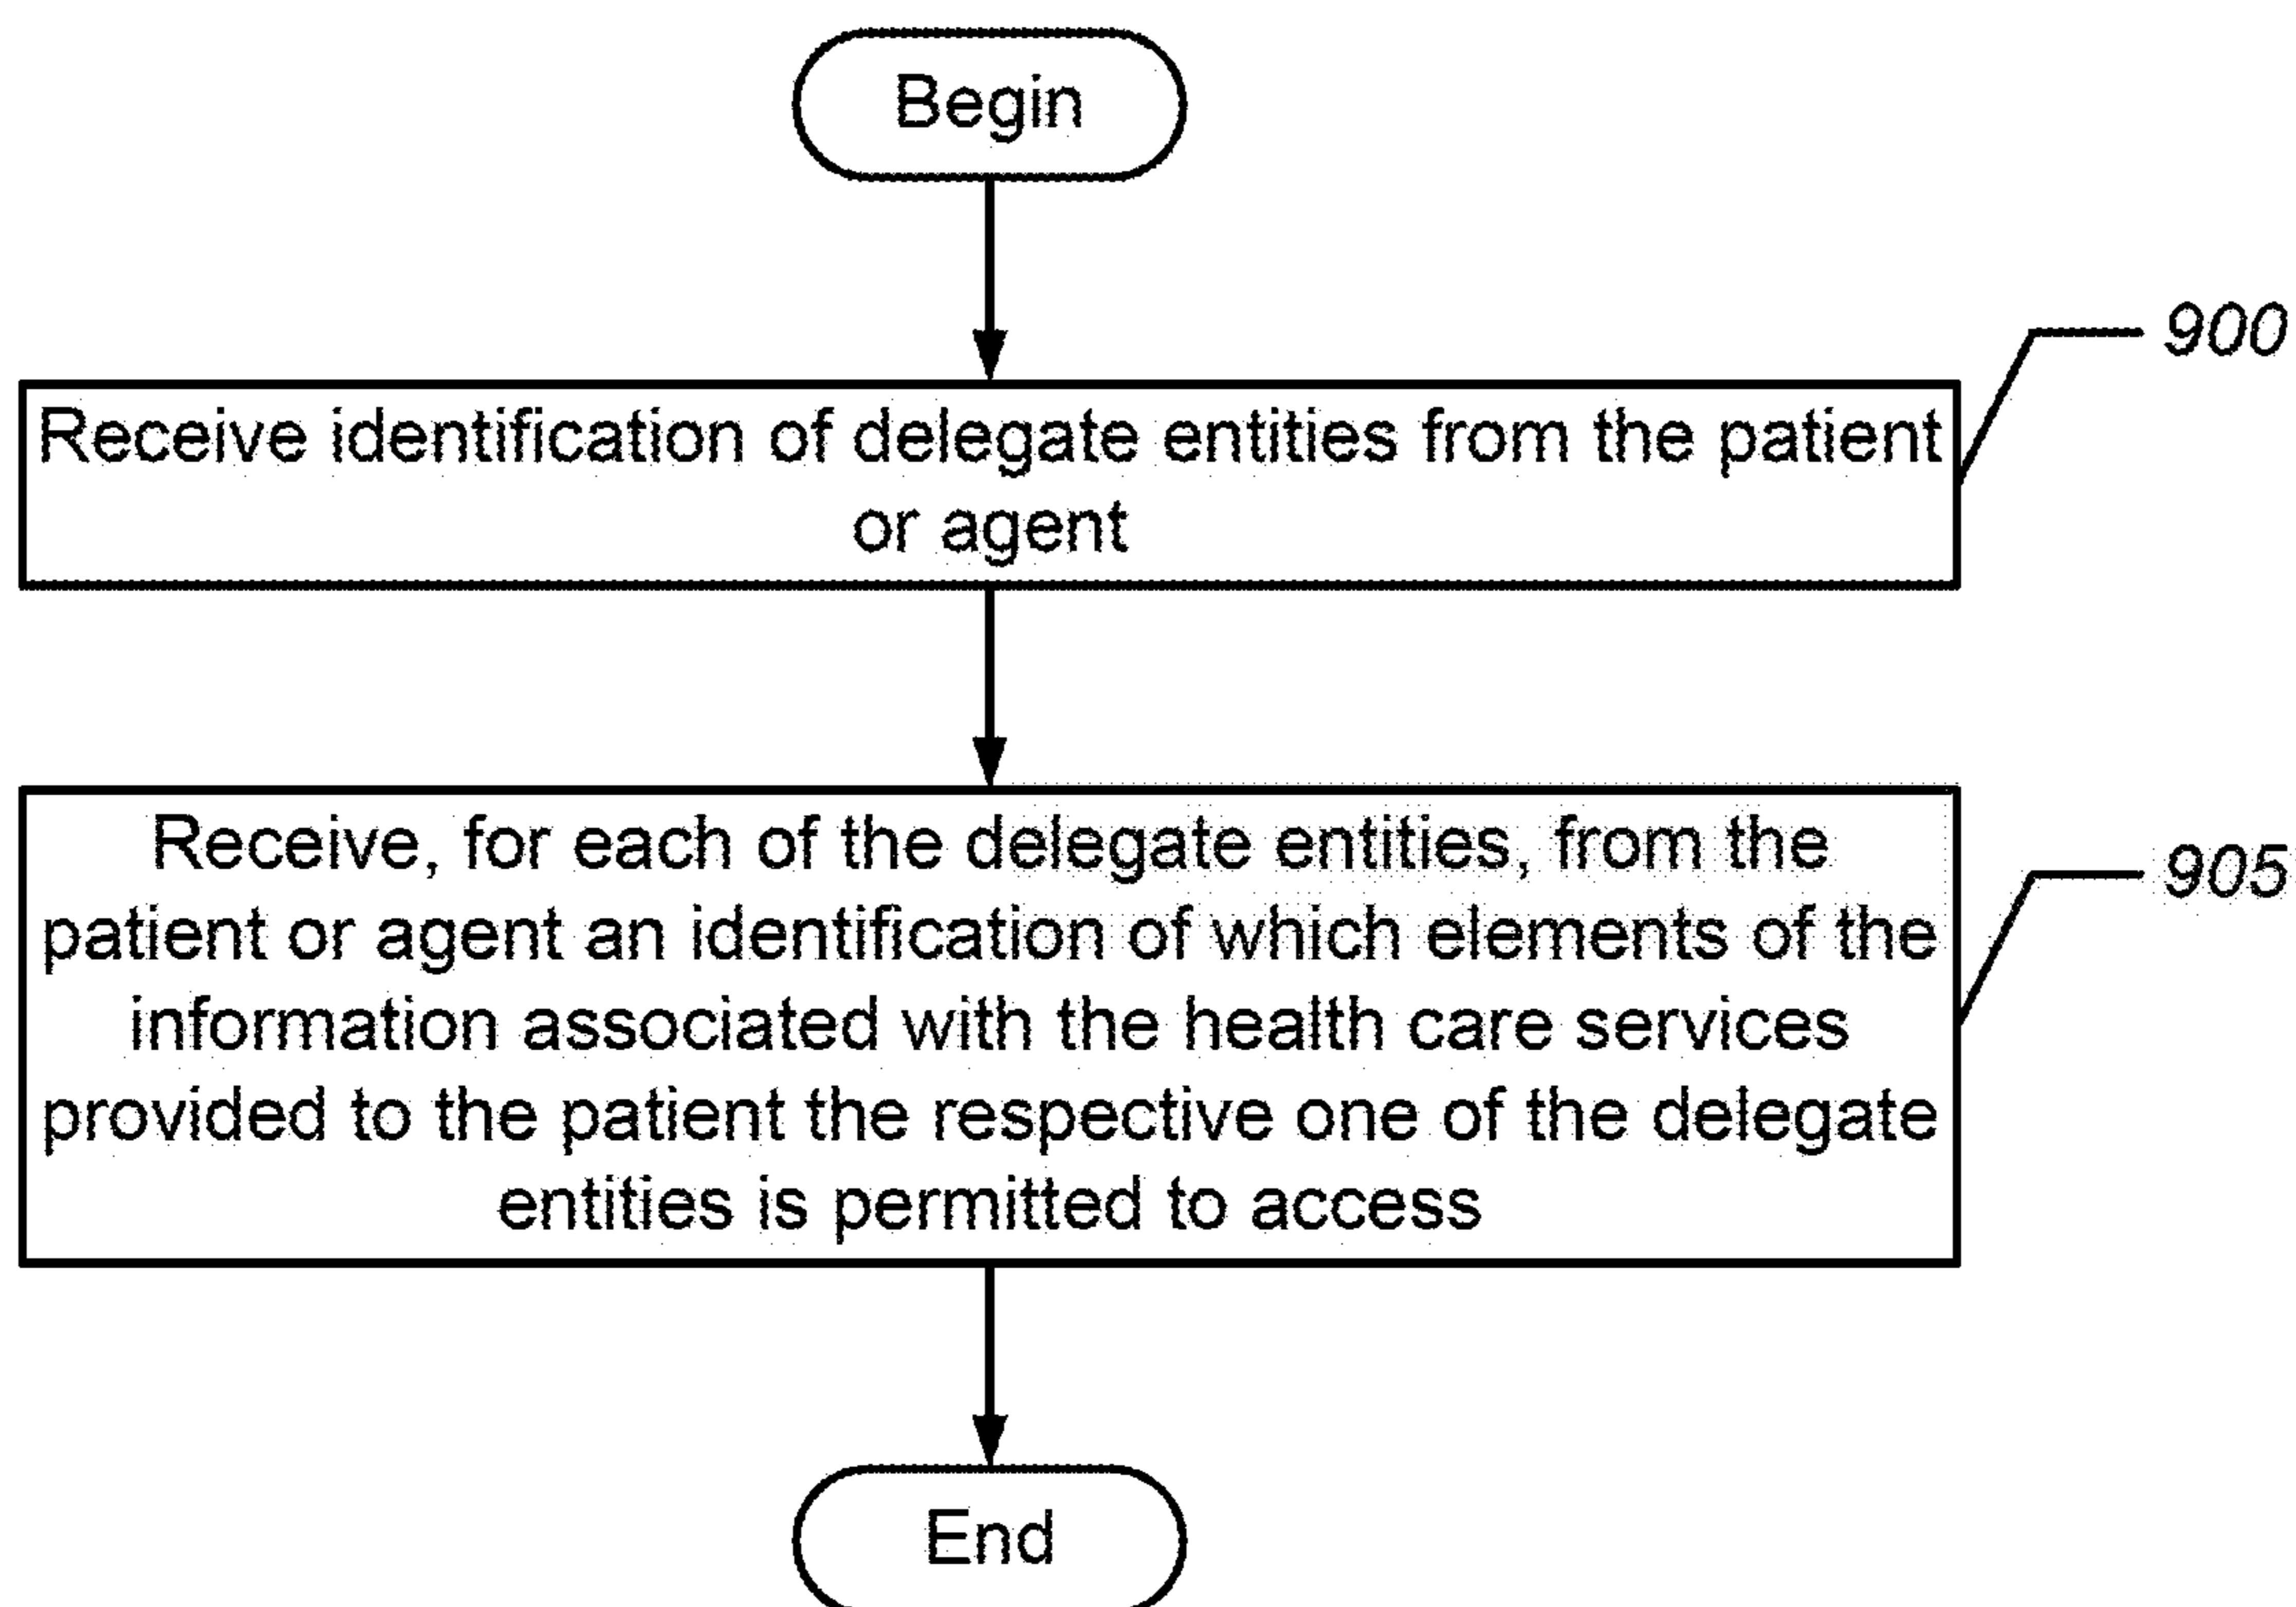 Begin
900
Receive identification of delegate entities from the patient
or agent
905
Receive, for each of the delegate entities, from the
patient or agent an identification of which elements of the
information associated with the health care services
provided to the patient the respective one of the delegate
entities is permitted to access
End